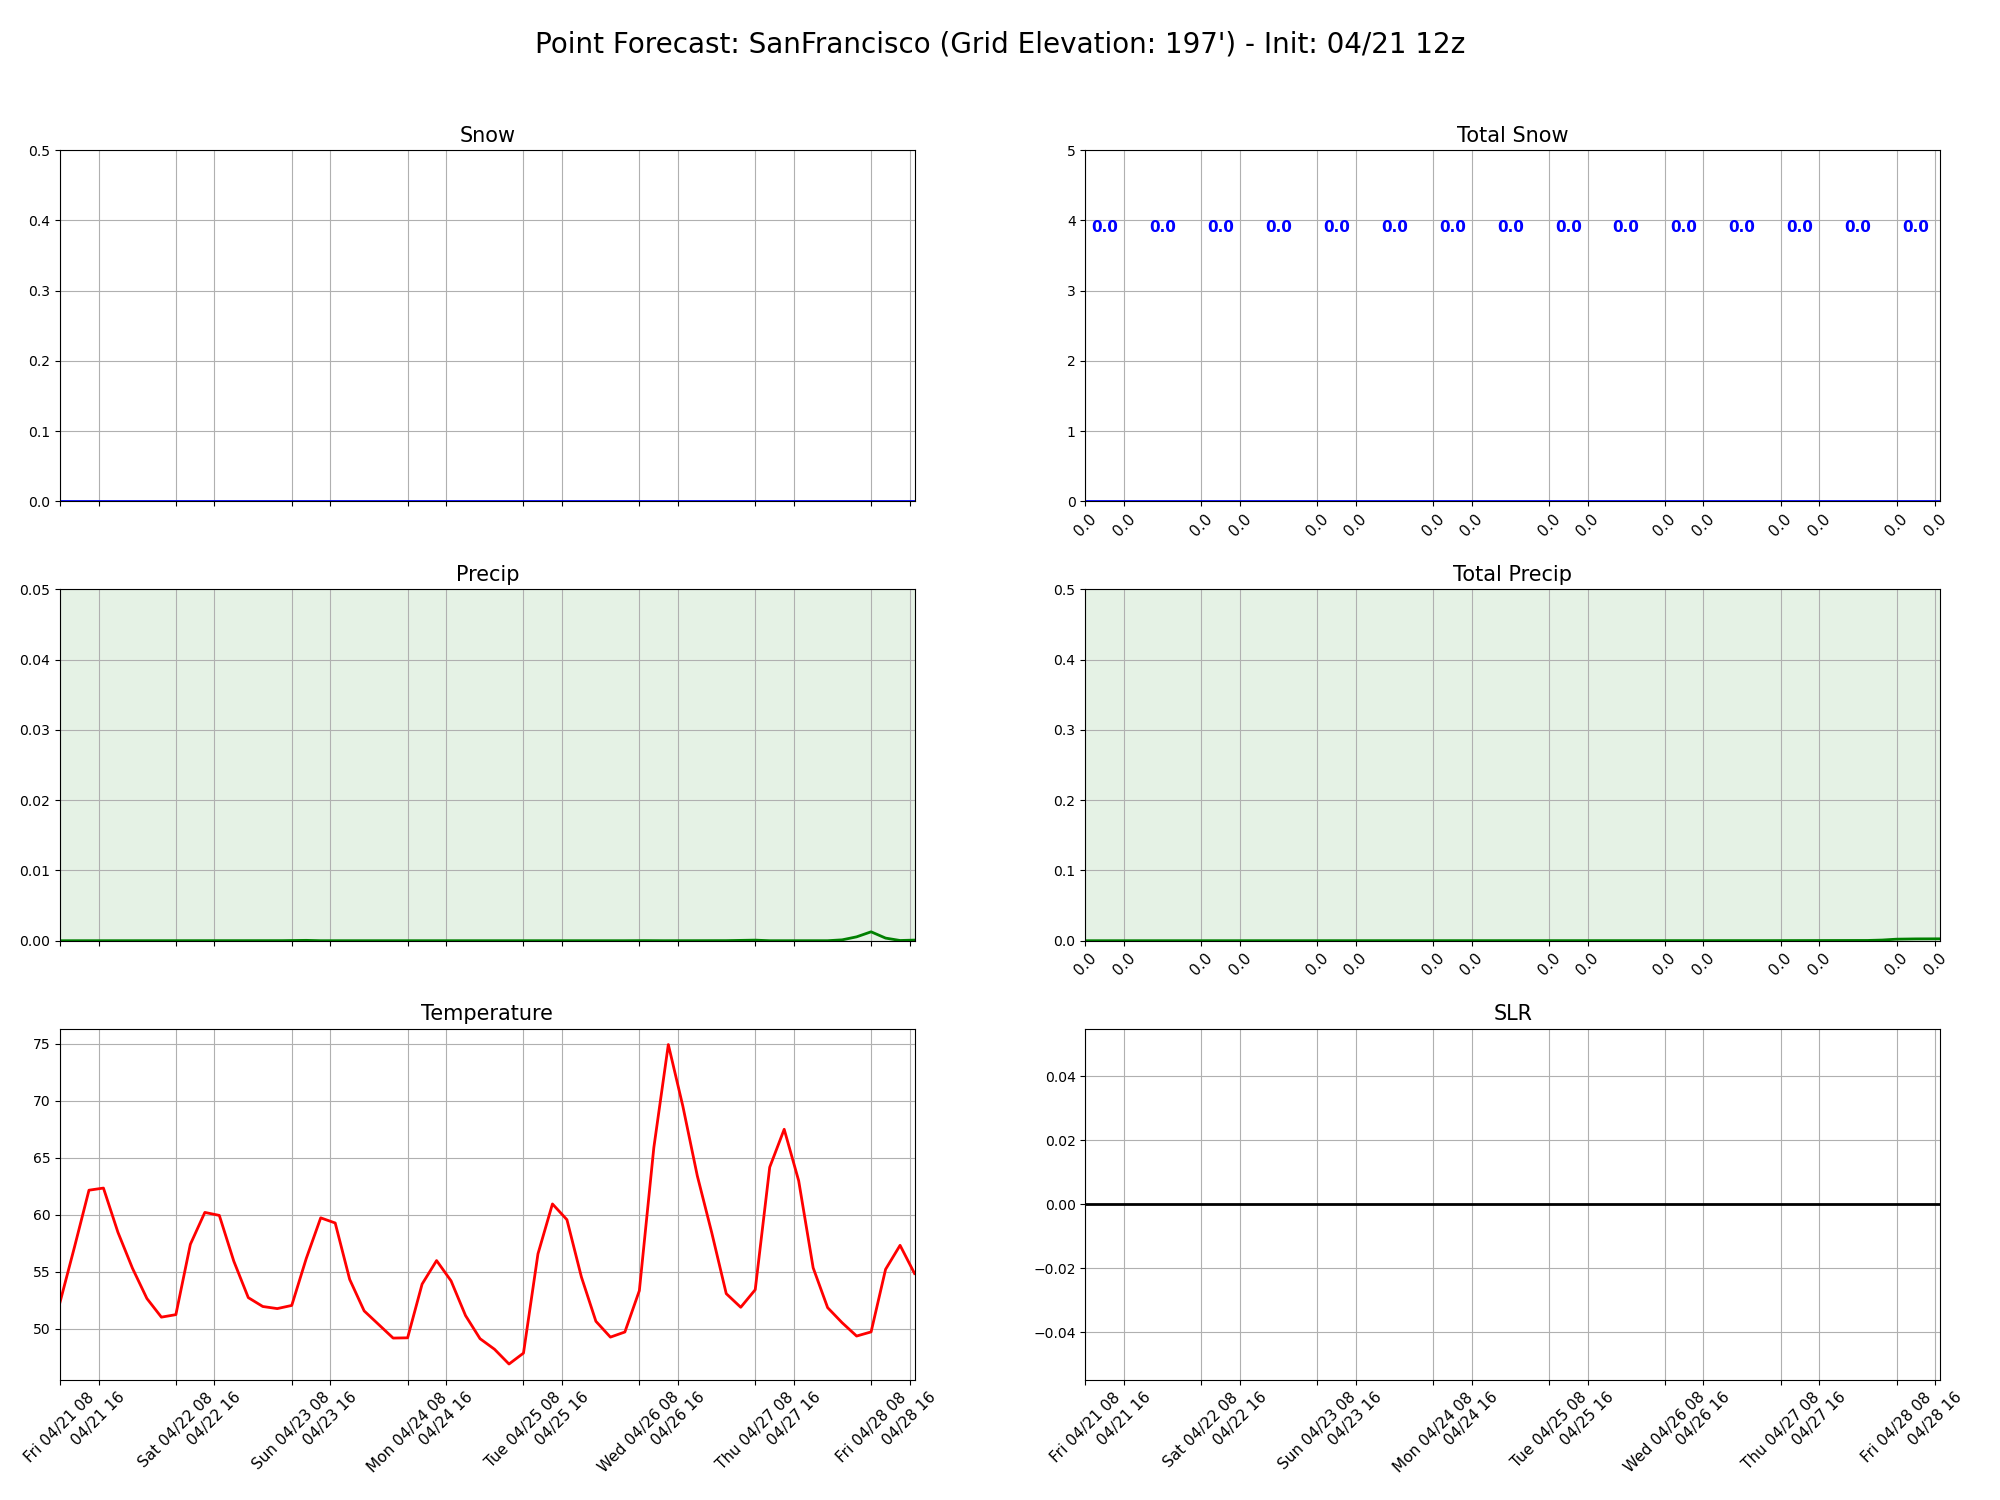 Point Forecast: SanFrancisco (Grid Elevation: 197') - Init: 04/21 12z
Snow
0.5
0.4
0.3
0.2
0.1
0.0
Total Snow
5
4
3
2
1
0
0.0 0.0 0.0 0.0 0.0 0.0 0.0 0.0 0.0 0.0 0.0 0.0 0.0 0.0 0.0
0.0 0.0 0.0 0.0 0.0 0.0 0.0 0.0 0.0 0.0 0.0 0.0 0.0 0.0 0.0 0.0
Precip
0.05
0.04
0.03
0.02
0.01
0.00
Total Precip
0.5
0.4
0.3
0.2
0.1
0.0
0.0 0.0 0.0 0.0 0.0 0.0 0.0 0.0 0.0 0.0 0.0 0.0 0.0 0.0 0.0 0.0
Temperature
75
70
65
60
55
50
Fri 04/21 08
04/21 16
Sat 04/22 08
04/22 16
Sun 04/23 08
04/23 16
Mon 04/24 08
04/24 16
Tue 04/25 08
04/25 16
Wed 04/26 08
04/26 16
Thu 04/27 08
04/27 16
Fri 04/28 08
04/28 16
SLR
0.04
0.02
0.00
−0.02
−0.04
Fri 04/21 08
04/21 16
Sat 04/22 08
04/22 16
Sun 04/23 08
04/23 16
Mon 04/24 08
04/24 16
Tue 04/25 08
04/25 16
Wed 04/26 08
04/26 16
Thu 04/27 08
04/27 16
Fri 04/28 08
04/28 16